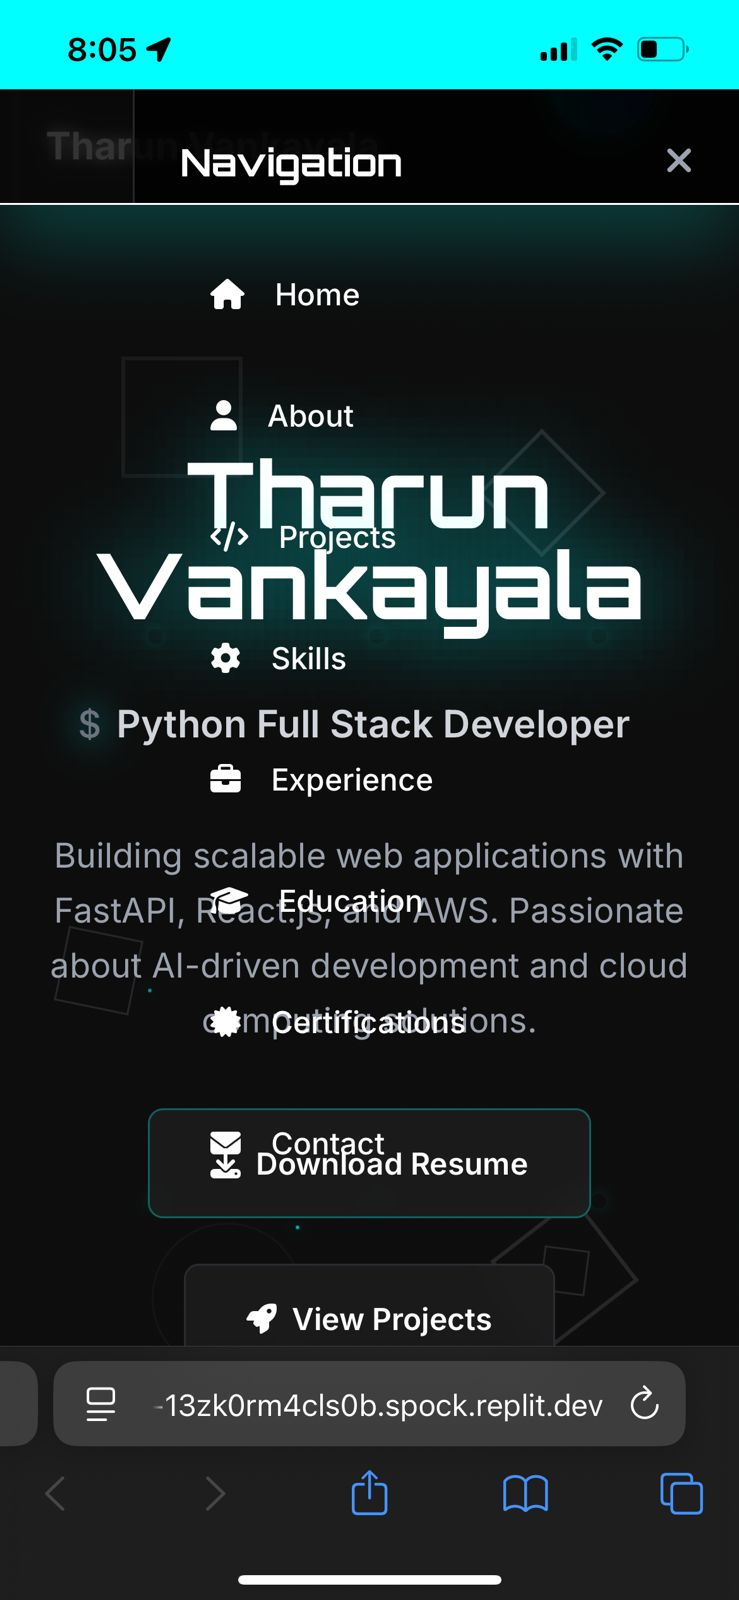 8:05
Tharun Vankayala
Navigation
Home
About
Tharun
Projects
Vankayala
Skills
$ Python Full Stack Developer
Experience
Building scalable web applications with
Education
FastAPI, React.js, and AWS. Passionate
about AI-driven development and cloud
Certifications
computing solutions.
Contact
Download Resume
View Projects
-13zk0rm4cls0b.spock.replit.dev